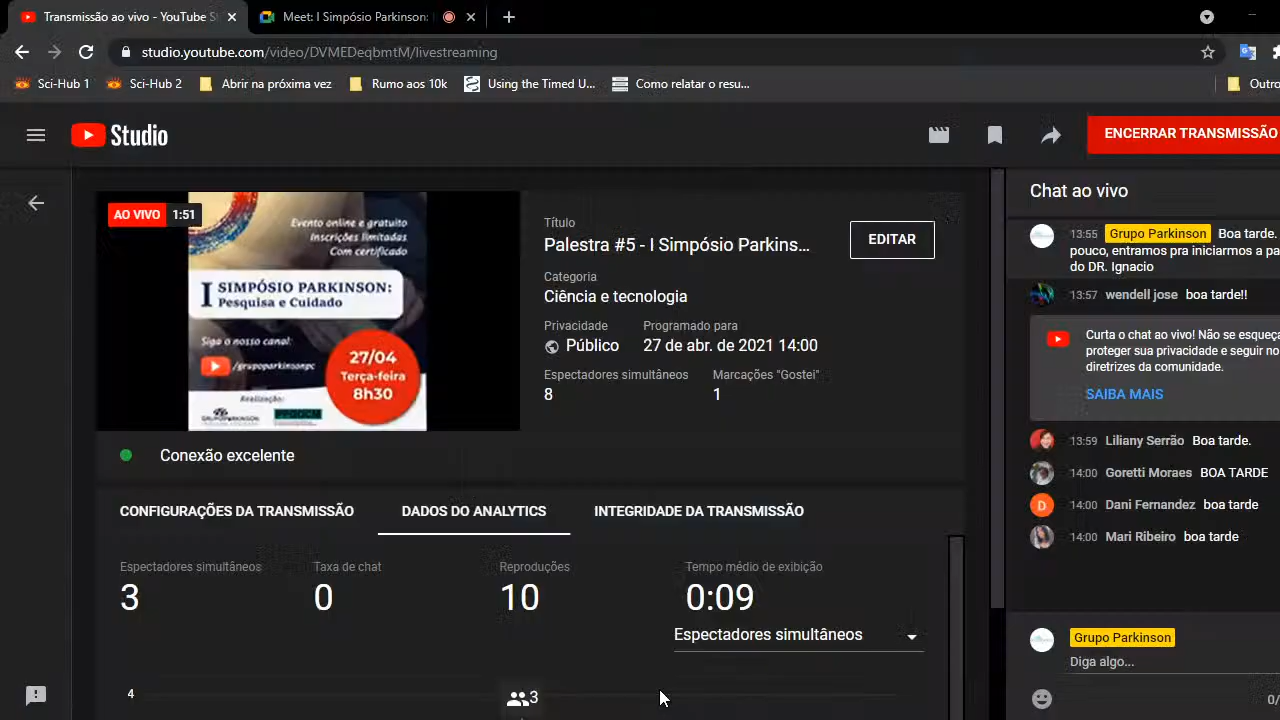 Transmissão ao vivo - YouTube S
Meet: I Simpósio Parkinson:
studio.youtube.com/video/DVMEDeqbmtM/livestreaming
Sci-Hub 1
Sci-Hub 2
Abrir na próxima vez
Rumo aos 10k
Using the Timed U...
Como relatar o resu...
Outro
Studio
ENCERRAR TRANSMISSÃO
AO VIVO 1:51
Evento online e gratuito
Inscrições limitadas
Com certificado
I SIMPÓSIO PARKINSON:
Pesquisa e Cuidado
Siga o nosso canal:
/grupoparkinsonpc
Realização:
27/04
Terça-feira
8h30
Título
Palestra #5 - I Simpósio Parkins...
EDITAR
Categoria
Ciência e tecnologia
Privacidade
Público
Programado para
27 de abr. de 2021 14:00
Espectadores simultâneos
8
Marcações "Gostei"
1
Conexão excelente
CONFIGURAÇÕES DA TRANSMISSÃO
DADOS DO ANALYTICS
INTEGRIDADE DA TRANSMISSÃO
Espectadores simultâneos
3
Taxa de chat
0
Reproduções
10
Tempo médio de exibição
0:09
Espectadores simultâneos
4
3
Chat ao vivo
13:55 Grupo Parkinson Boa tarde.
pouco, entramos pra iniciarmos a pa
do DR. Ignacio
13:57 wendell jose boa tarde!!
Curta o chat ao vivo! Não se esqueça
proteger sua privacidade e seguir no
diretrizes da comunidade.
SAIBA MAIS
13:59 Liliany Serrão Boa tarde.
14:00 Goretti Moraes BOA TARDE
D
14:00 Dani Fernandez boa tarde
14:00 Mari Ribeiro boa tarde
Grupo Parkinson
Diga algo...
0/